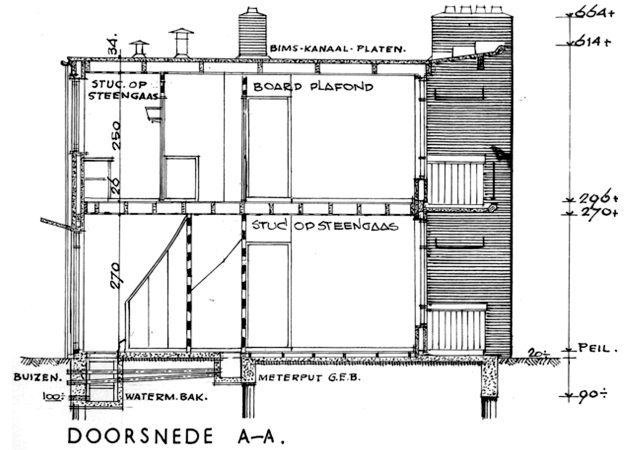 664+
614+
34.
BIMS-KANAAL-PLATEN.
STUC. OP
STEENGAAS
BOARD PLAFOND
250
26
296+
270+
STUC OP STEENGAAS
270
PEIL.
20÷
BUIZEN.
METERPUT G.E.B.
100÷
WATERM. BAK.
90÷
DOORSNEDE A-A.